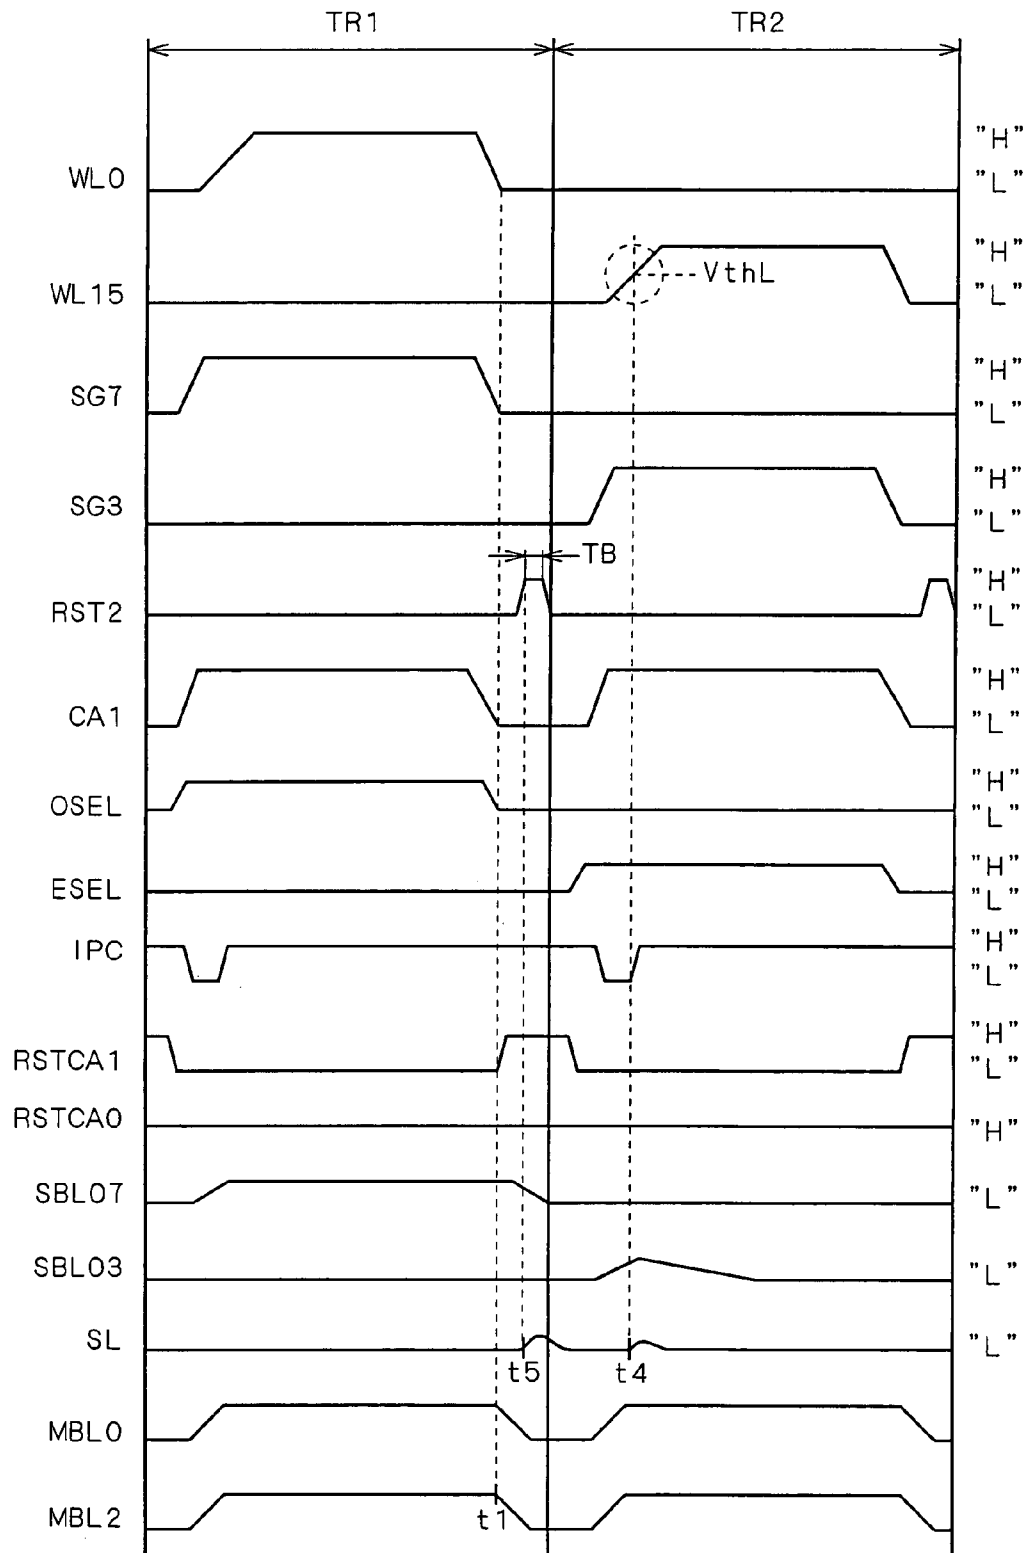 TR1 TR2
WL0 "H"
"L"
WL15 VthL "H"
"L"
SG7 "H"
"L"
SG3 "H"
"L"
TB
RST2 "H"
"L"
CA1 "H"
"L"
OSEL "H"
"L"
ESEL "H"
"L"
IPC "H"
"L"
RSTCA1 "H"
"L"
RSTCA0 "H"
SBL07 "L"
SBL03 "L"
SL "L"
t5 t4
MBL0
MBL2
t1